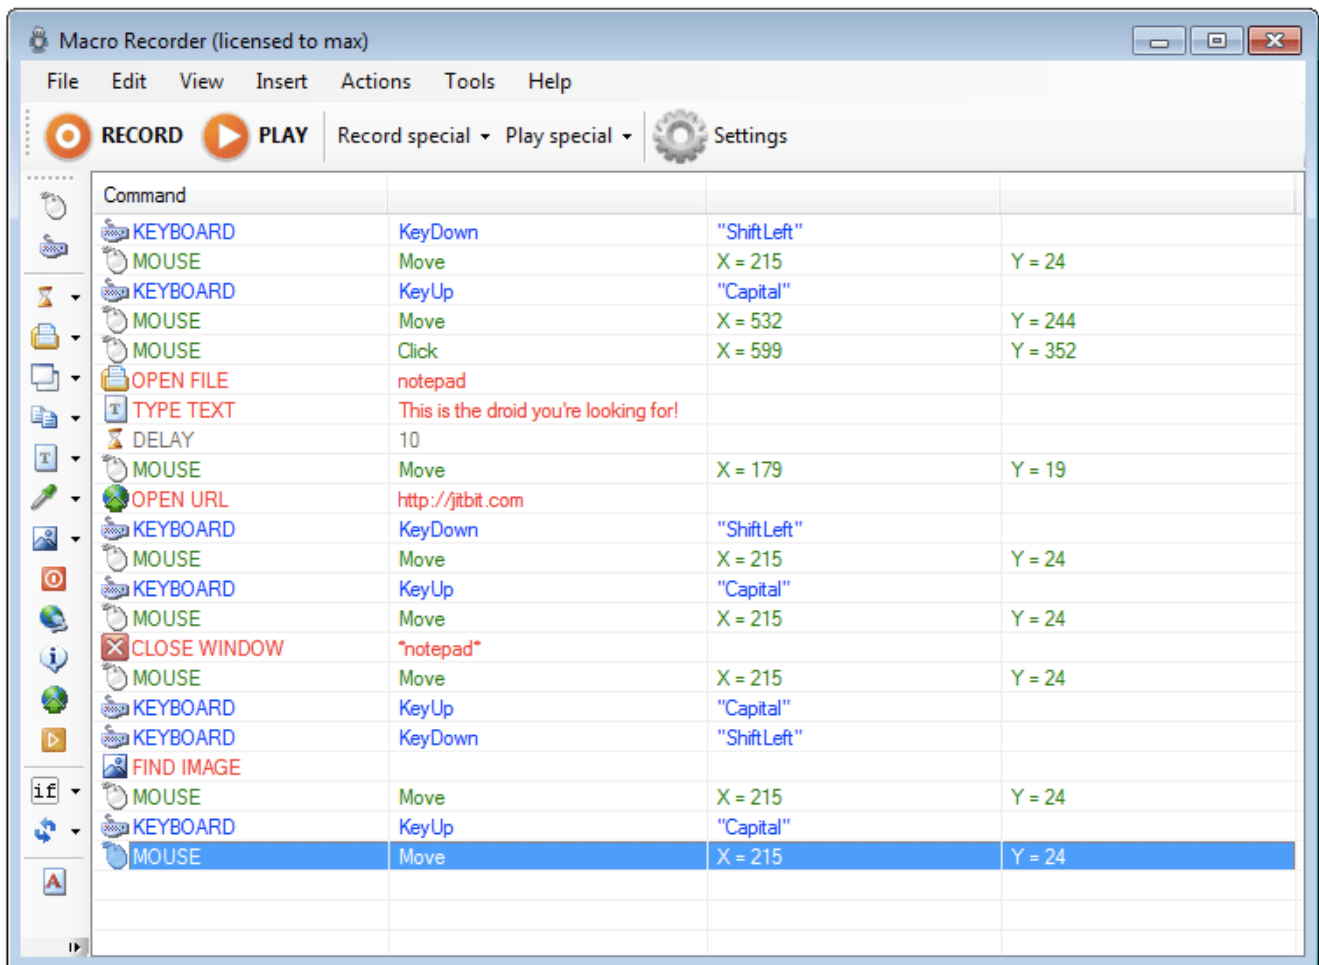 Macro Recorder (licensed to max)
File Edit View Insert Actions Tools Help
RECORD PLAY Record special Play special Settings
Command
KEYBOARD KeyDown "ShiftLeft"
MOUSE Move X = 215 Y = 24
KEYBOARD KeyUp "Capital"
MOUSE Move X = 532 Y = 244
MOUSE Click X = 599 Y = 352
OPEN FILE notepad
T TYPE TEXT This is the droid you're looking for!
DELAY 10
MOUSE Move X = 179 Y = 19
OPEN URL http://jitbit.com
KEYBOARD KeyDown "ShiftLeft"
MOUSE Move X = 215 Y = 24
KEYBOARD KeyUp "Capital"
MOUSE Move X = 215 Y = 24
CLOSE WINDOW *notepad*
MOUSE Move X = 215 Y = 24
KEYBOARD KeyUp "Capital"
KEYBOARD KeyDown "ShiftLeft"
FIND IMAGE
if MOUSE Move X = 215 Y = 24
KEYBOARD KeyUp "Capital"
MOUSE Move X = 215 Y = 24
A